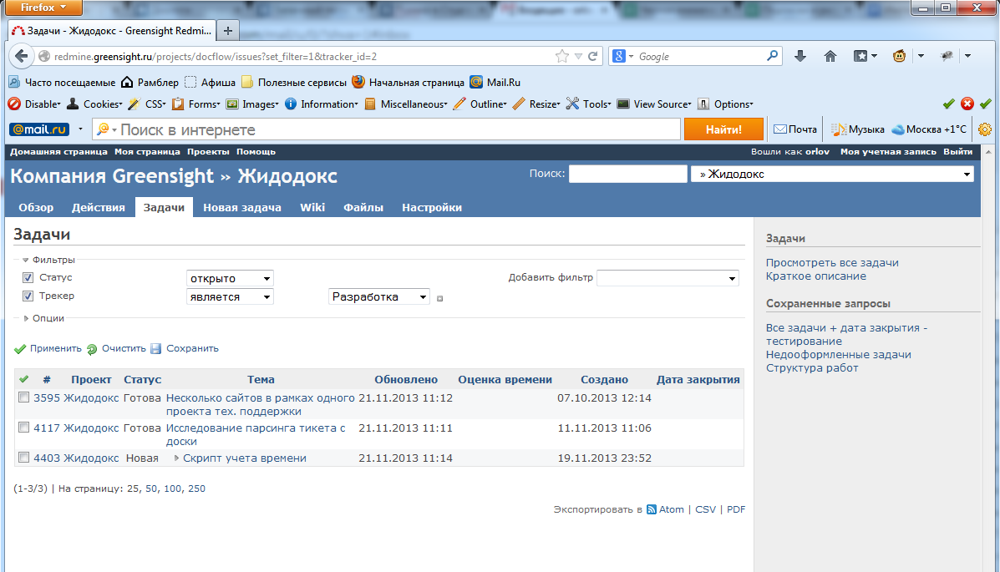 Firefox
Задачи - Жидодокс - Greensight Redmi...
redmine.greensight.ru/projects/docflow/issues?set_filter=1&tracker_id=2
Google
Часто посещаемые Рамблер Афиша Полезные сервисы Начальная страница Mail.Ru
Disable Cookies CSS Forms Images Information Miscellaneous Outline Resize Tools View Source Options
@mail.ru Поиск в интернете Найти! Почта Музыка Москва +1°C
Домашняя страница Моя страница Проекты Помощь Вошли как orlov Моя учетная запись Выйти
Компания Greensight » Жидодокс Поиск: » Жидодокс
Обзор Действия Задачи Новая задача Wiki Файлы Настройки
Задачи
Фильтры
Статус открыто Добавить фильтр
Трекер является Разработка
Опции
Применить Очистить Сохранить
# Проект Статус Тема Обновлено Оценка времени Создано Дата закрытия
3595 Жидодокс Готова Несколько сайтов в рамках одного 21.11.2013 11:12 07.10.2013 12:14
проекта тех. поддержки
4117 Жидодокс Готова Исследование парсинга тикета с 21.11.2013 11:11 11.11.2013 11:06
доски
4403 Жидодокс Новая Скрипт учета времени 21.11.2013 11:14 19.11.2013 23:52
(1-3/3) | На страницу: 25, 50, 100, 250
Экспортировать в Atom | CSV | PDF
Задачи
Просмотреть все задачи
Краткое описание
Сохраненные запросы
Все задачи + дата закрытия -
тестирование
Недооформленные задачи
Структура работ